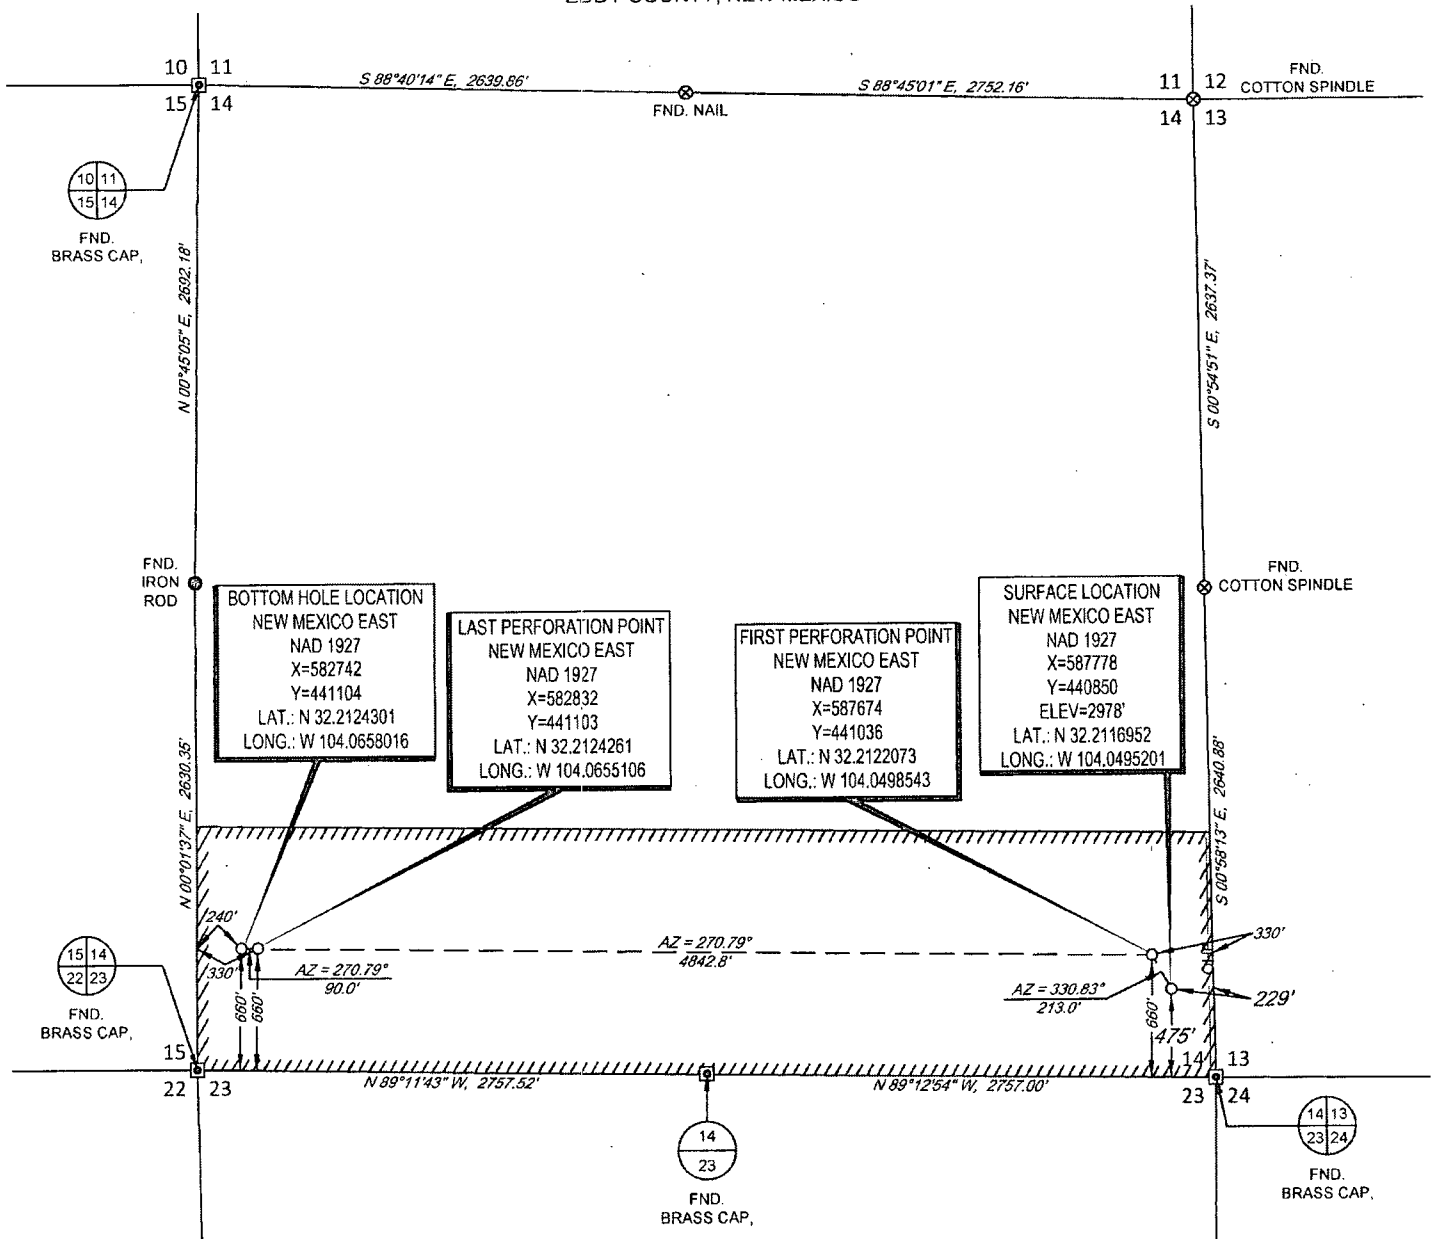 10 11
15 14
S 88°40'14" E, 2639.86'
FND. NAIL
S 88°45'01" E, 2752.16'
11 12
14 13
FND.
COTTON SPINDLE
10 11
15 14
FND.
BRASS CAP,
N 00°45'05" E, 2692.18'
S 00°54'51" E, 2637.37'
FND.
IRON
ROD
FND.
COTTON SPINDLE
BOTTOM HOLE LOCATION
NEW MEXICO EAST
NAD 1927
X=582742
Y=441104
LAT.: N 32.2124301
LONG.: W 104.0658016
LAST PERFORATION POINT
NEW MEXICO EAST
NAD 1927
X=582832
Y=441103
LAT.: N 32.2124261
LONG.: W 104.0655106
FIRST PERFORATION POINT
NEW MEXICO EAST
NAD 1927
X=587674
Y=441036
LAT.: N 32.2122073
LONG.: W 104.0498543
SURFACE LOCATION
NEW MEXICO EAST
NAD 1927
X=587778
Y=440850
ELEV=2978'
LAT.: N 32.2116952
LONG.: W 104.0495201
N 00°01'37" E, 2630.35'
S 00°58'13" E, 2640.88'
240'
330'
AZ = 270.79°
90.0'
660'
660'
AZ = 270.79°
4842.8'
330'
AZ = 330.83°
213.0'
660'
475'
229'
15 14
22 23
FND.
BRASS CAP,
15
22 23
N 89°11'43" W, 2757.52'
N 89°12'54" W, 2757.00'
14 13
23 24
14
23
FND.
BRASS CAP,
14 13
23 24
FND.
BRASS CAP,